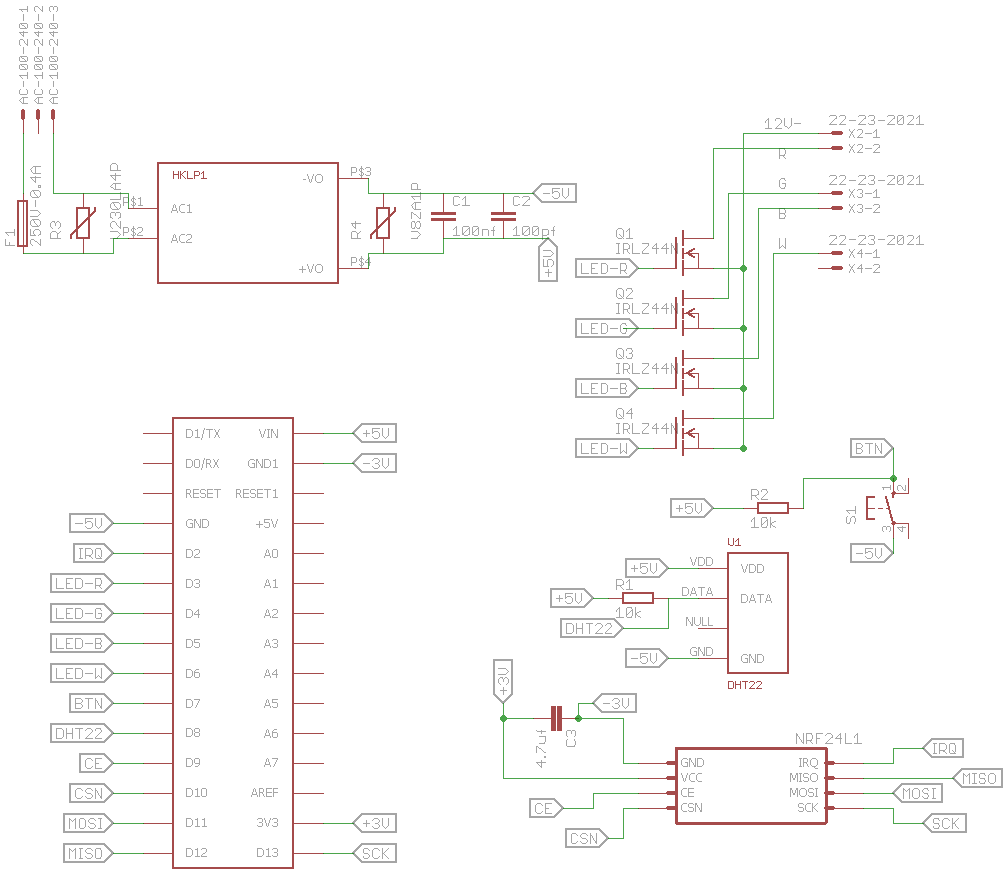 AC-100-240-1
AC-100-240-2
AC-100-240-3
F1
250V-0.4A
R3
V230LA4P
P$1
P$2
HKLP1
AC1
AC2
-VO
+VO
P$3
P$4
R4
V8ZA1P
C1
100nf
C2
100pf
-5V
+5V
12V-
R
G
B
W
22-23-2021
X2-1
X2-2
22-23-2021
X3-1
X3-2
22-23-2021
X4-1
X4-2
Q1
IRLZ44N
LED-R
Q2
IRLZ44N
LED-G
Q3
IRLZ44N
LED-B
Q4
IRLZ44N
LED-W
D1/TX VIN +5V
D0/RX GND1 -3V
RESET RESET1
-5V GND +5V
IRQ D2 A0
LED-R D3 A1
LED-G D4 A2
LED-B D5 A3
LED-W D6 A4
BTN D7 A5
DHT22 D8 A6
CE D9 A7
CSN D10 AREF
MOSI D11 3V3 +3V
MISO D12 D13 SCK
BTN
+5V
R2
10k
S1
1
2
3
4
-5V
U1
+5V VDD VDD
+5V R1 10k DATA DATA
DHT22 NULL
-5V GND GND
DHT22
+3V
-3V
4.7uf
C3
NRF24L1
GND IRQ IRQ
VCC MISO MISO
CE CE MOSI MOSI
CSN CSN SCK SCK